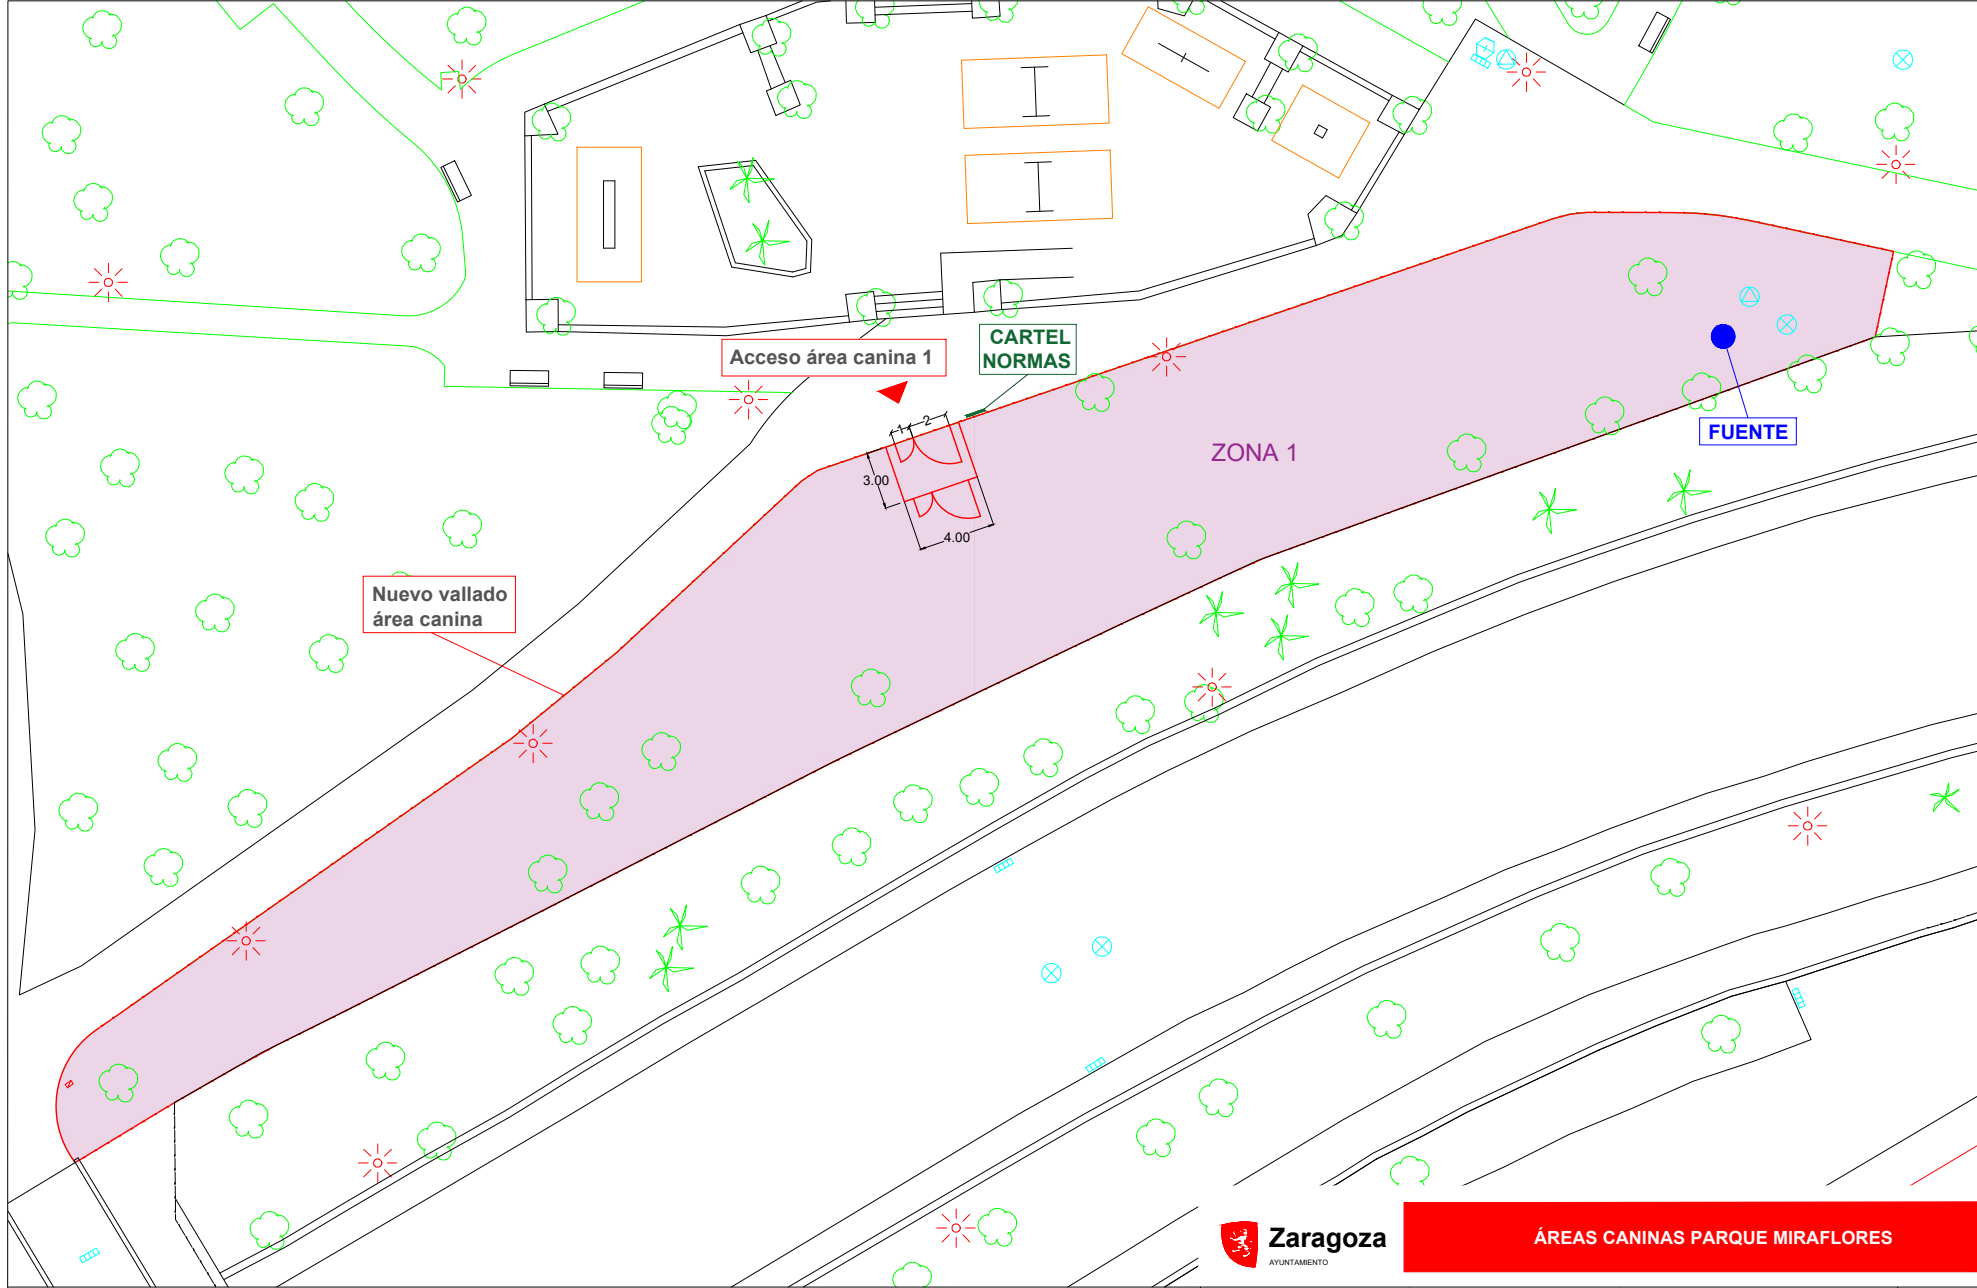 CARTEL
NORMAS
Acceso área canina 1
1
2
3.00
4.00
ZONA 1
FUENTE
Nuevo vallado
área canina
Zaragoza
AYUNTAMIENTO
ÁREAS CANINAS PARQUE MIRAFLORES